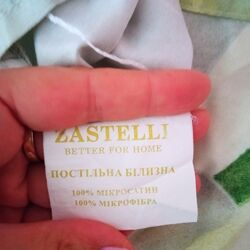 ZASTELLI
BETTER FOR HOME
ПОСТІЛЬНА БІЛИЗНА
100% МІКРОСАТИН
100% МІКРОФІБРА